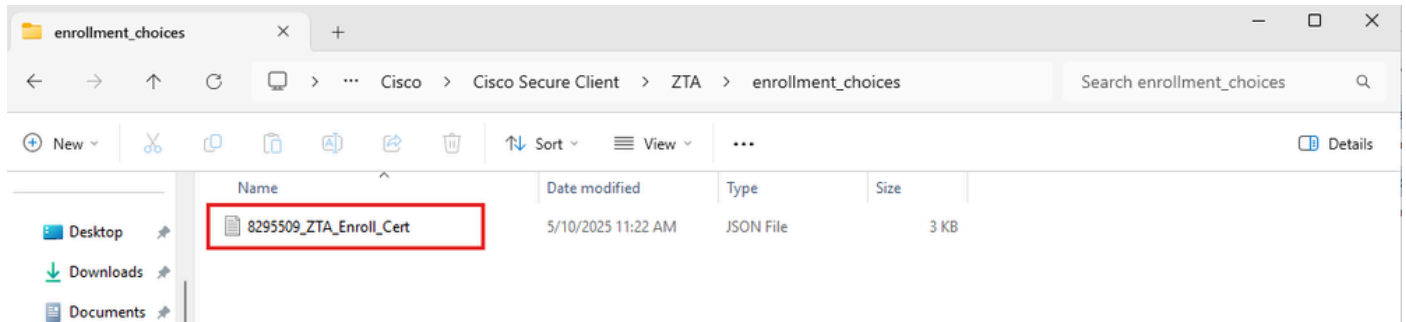 enrollment_choices
… Cisco > Cisco Secure Client > ZTA > enrollment_choices Search enrollment_choices
New Sort View ... Details
Name Date modified Type Size
8295509_ZTA_Enroll_Cert 5/10/2025 11:22 AM JSON File 3 KB
Desktop
Downloads
Documents